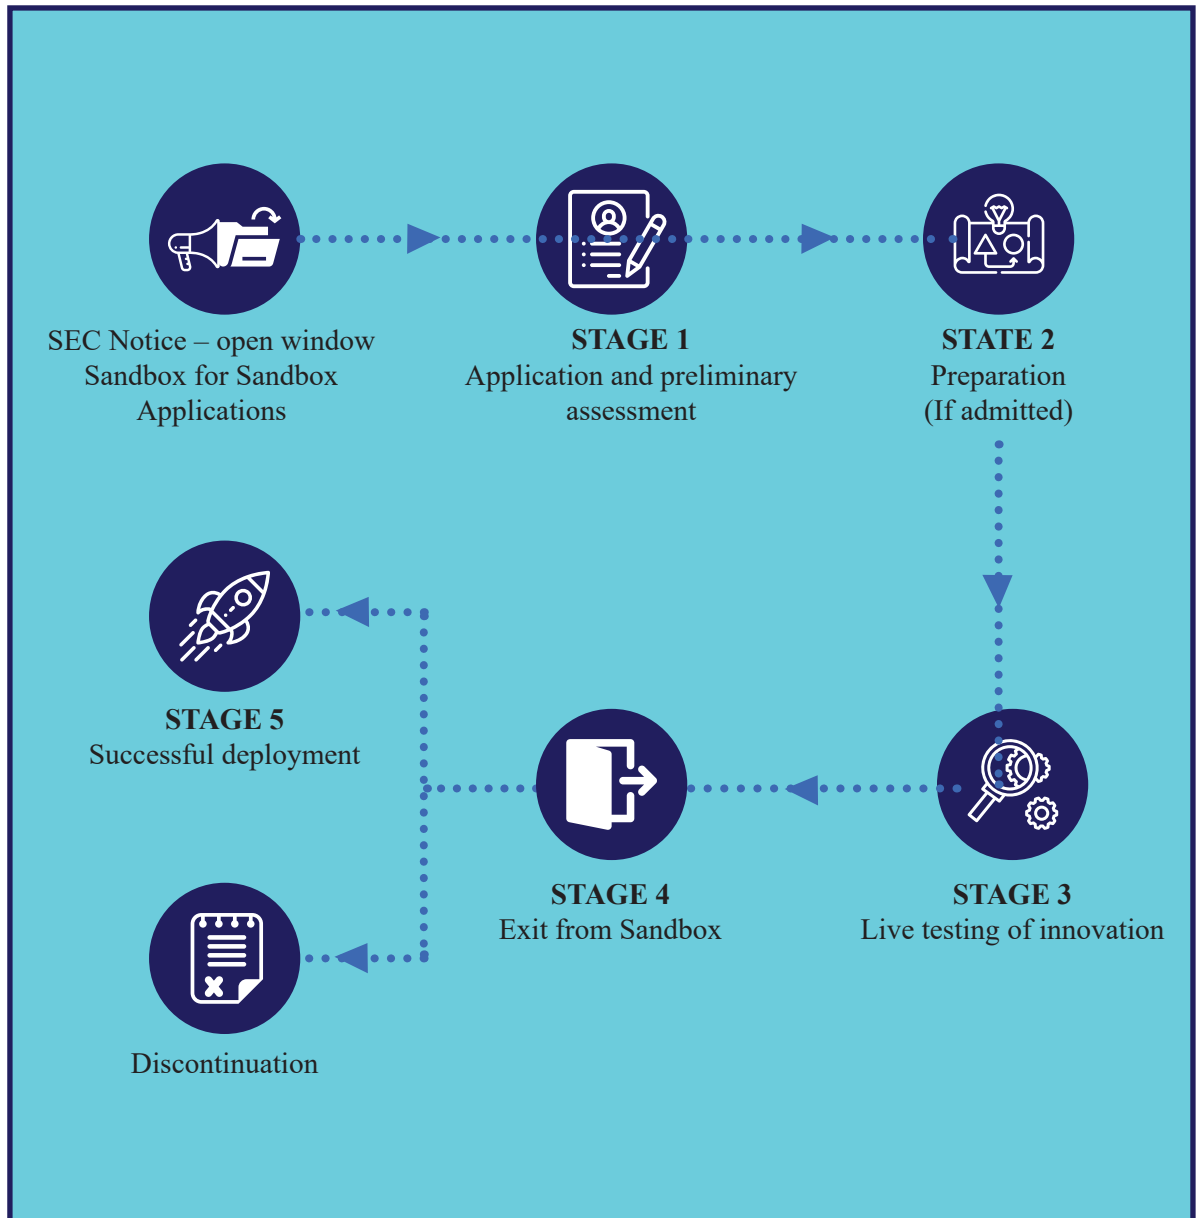 SEC Notice – open window
Sandbox for Sandbox
Applications
STAGE 1
Application and preliminary
assessment
STATE 2
Preparation
(If admitted)
STAGE 3
Live testing of innovation
STAGE 4
Exit from Sandbox
STAGE 5
Successful deployment
Discontinuation